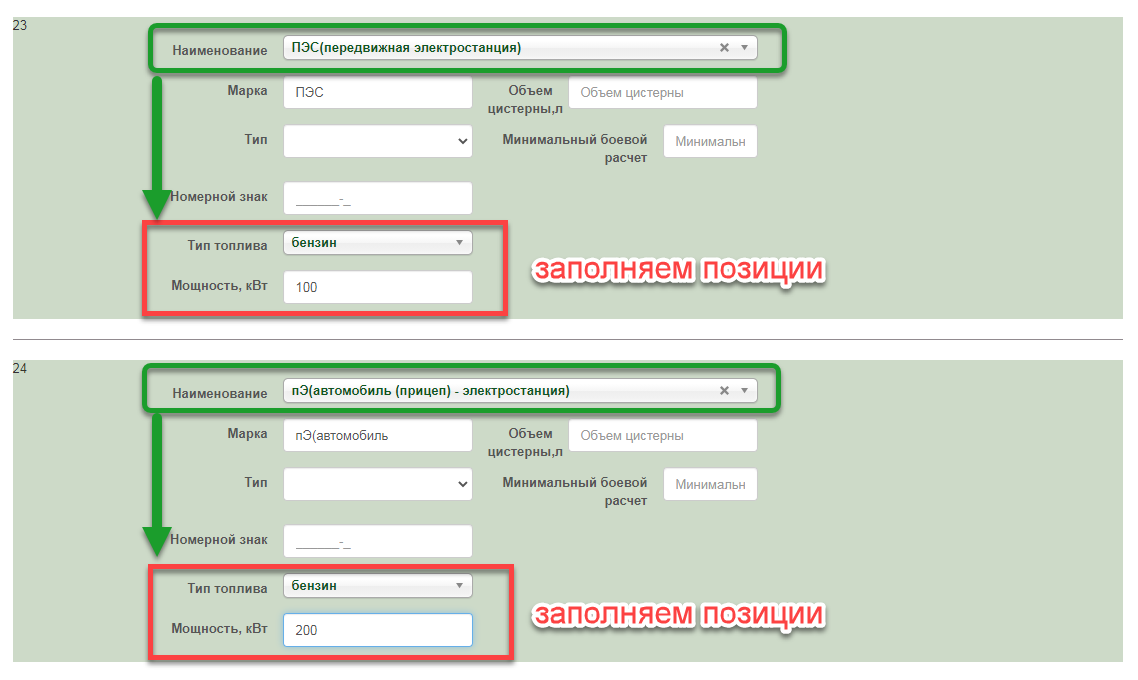 23
Наименование ПЭС(передвижная электростанция)
Марка ПЭС Объем цистерны,л Объем цистерны
Тип Минимальный боевой расчет Минимальн
Номерной знак ______-_
Тип топлива бензин
заполняем позиции
Мощность, кВт 100
24
Наименование пЭ(автомобиль (прицеп) - электростанция)
Марка пЭ(автомобиль Объем цистерны,л Объем цистерны
Тип Минимальный боевой расчет Минимальн
Номерной знак ______-_
Тип топлива бензин
заполняем позиции
Мощность, кВт 200